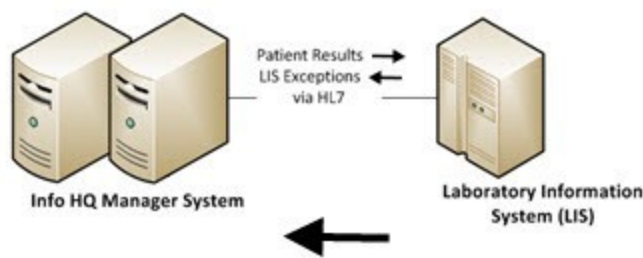 Patient Results
LIS Exceptions
via HL7
Info HQ Manager System
Laboratory Information
System (LIS)